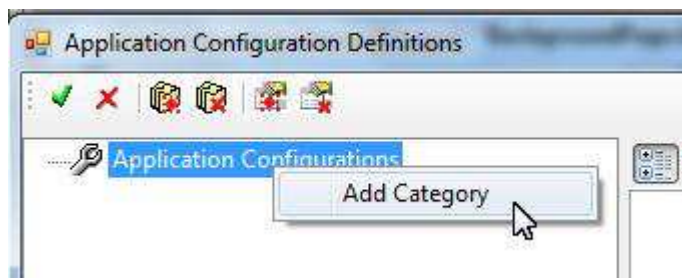 Application Configuration Definitions
Application Configurations
Add Category